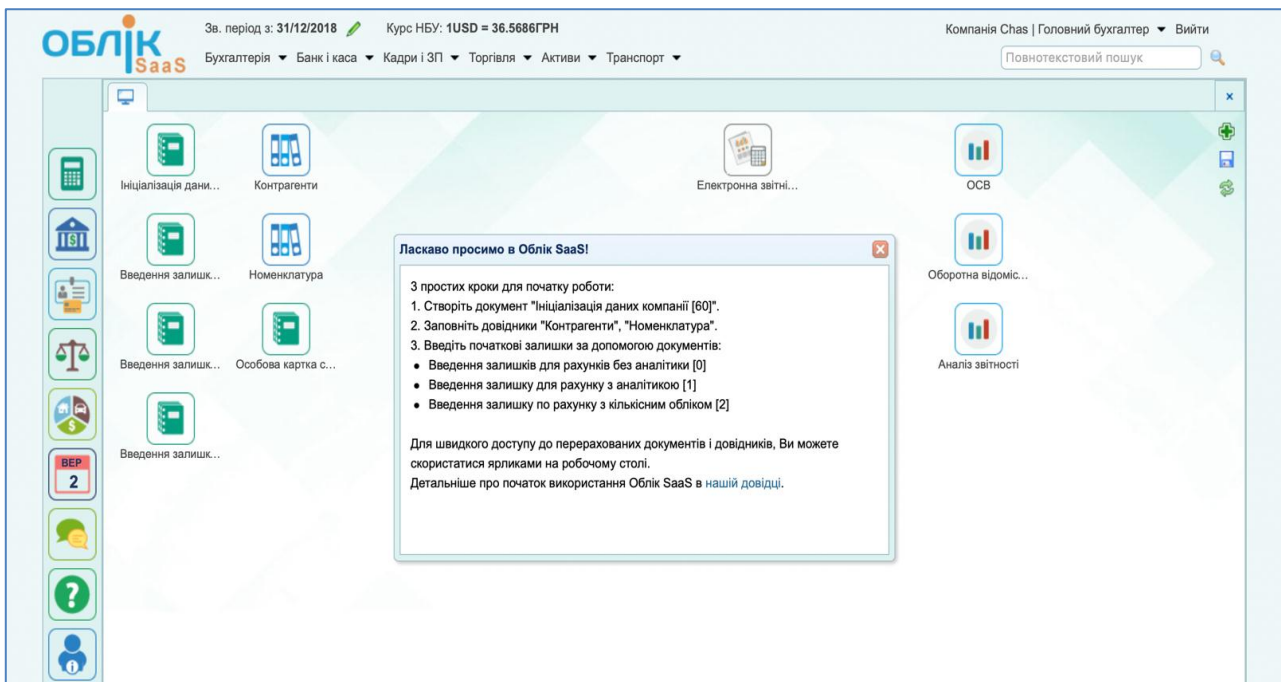 ОБЛІК
SaaS
Зв. період з: 31/12/2018 Курс НБУ: 1USD = 36.5686ГРН
Компанія Chas | Головний бухгалтер ▼ Вийти
Бухгалтерія ▼ Банк і каса ▼ Кадри і ЗП ▼ Торгівля ▼ Активи ▼ Транспорт ▼
Повнотекстовий пошук
Ініціалізація дани...
Контрагенти
Електронна звітні...
ОСВ
Введення залишк...
Номенклатура
Оборотна відоміс...
Введення залишк...
Особова картка с...
Аналіз звітності
Введення залишк...
ВЕР
2
Ласкаво просимо в Облік SaaS!
3 простих кроки для початку роботи:
1. Створіть документ "Ініціалізація даних компанії [60]".
2. Заповніть довідники "Контрагенти", "Номенклатура".
3. Введіть початкові залишки за допомогою документів:
● Введення залишків для рахунків без аналітики [0]
● Введення залишку для рахунку з аналітикою [1]
● Введення залишку по рахунку з кількісним обліком [2]
Для швидкого доступу до перерахованих документів і довідників, Ви можете
скористатися ярликами на робочому столі.
Детальніше про початок використання Облік SaaS в нашій довідці.